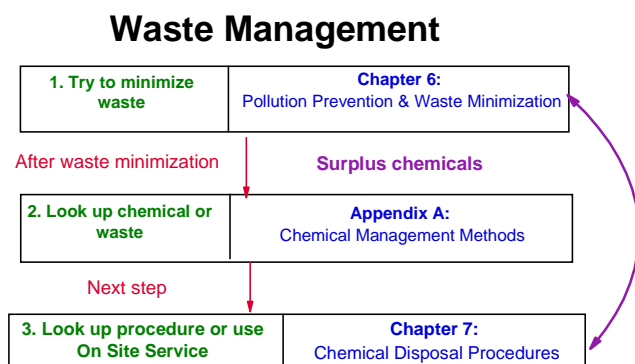 Waste Management
1. Try to minimize
waste
Chapter 6:
Pollution Prevention & Waste Minimization
After waste minimization
Surplus chemicals
2. Look up chemical or
waste
Appendix A:
Chemical Management Methods
Next step
3. Look up procedure or use
On Site Service
Chapter 7:
Chemical Disposal Procedures